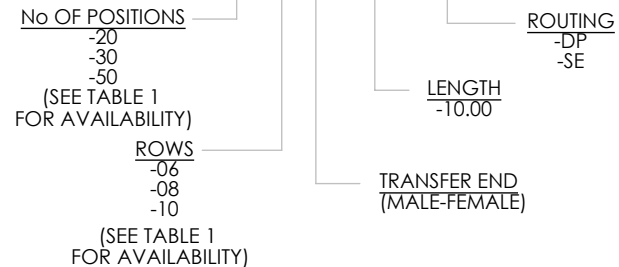 No OF POSITIONS
-20
-30
-50
(SEE TABLE 1
FOR AVAILABILITY)
ROWS
-06
-08
-10
(SEE TABLE 1
FOR AVAILABILITY)
TRANSFER END
(MALE-FEMALE)
LENGTH
-10.00
ROUTING
-DP
-SE